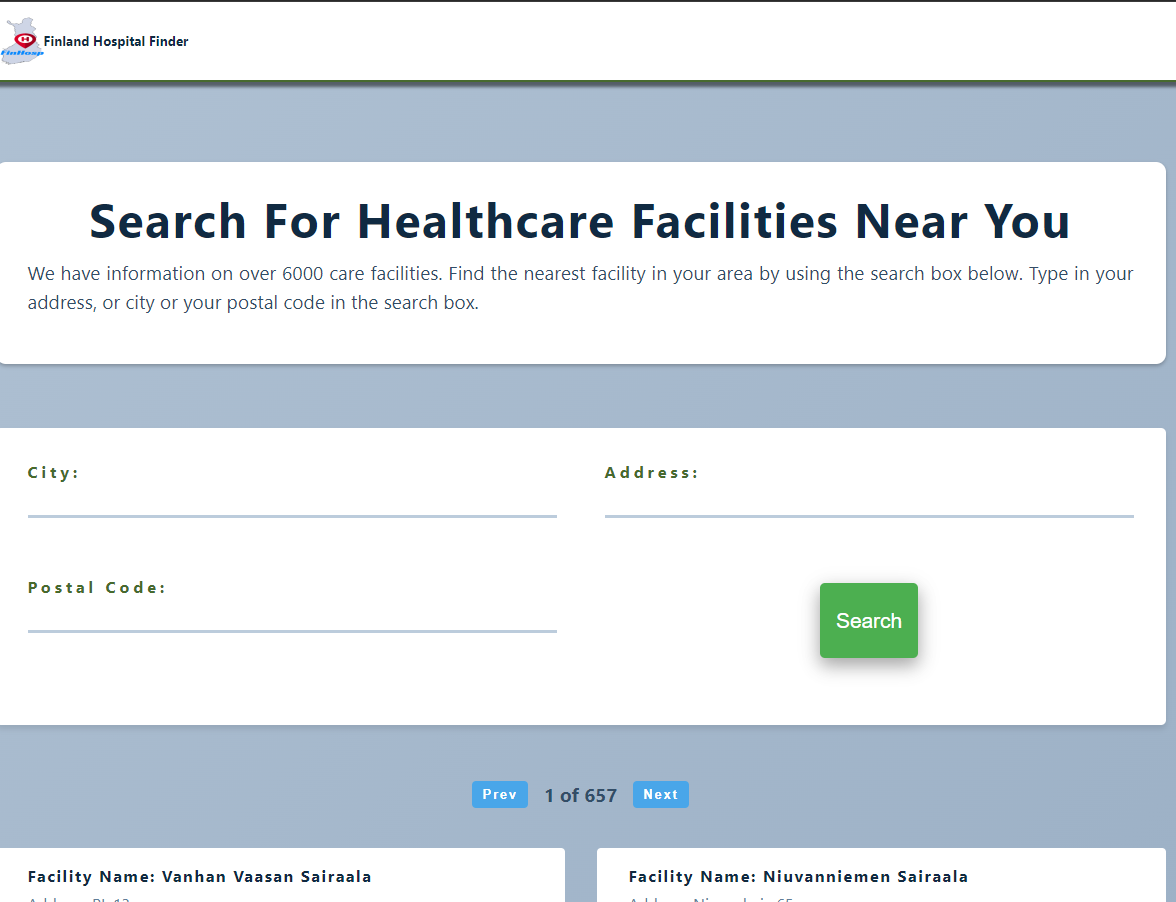 FinHosp
Finland Hospital Finder
Search For Healthcare Facilities Near You
We have information on over 6000 care facilities. Find the nearest facility in your area by using the search box below. Type in your
address, or city or your postal code in the search box.
City:
Address:
Postal Code:
Search
Prev 1 of 657 Next
Facility Name: Vanhan Vaasan Sairaala
Facility Name: Niuvanniemen Sairaala